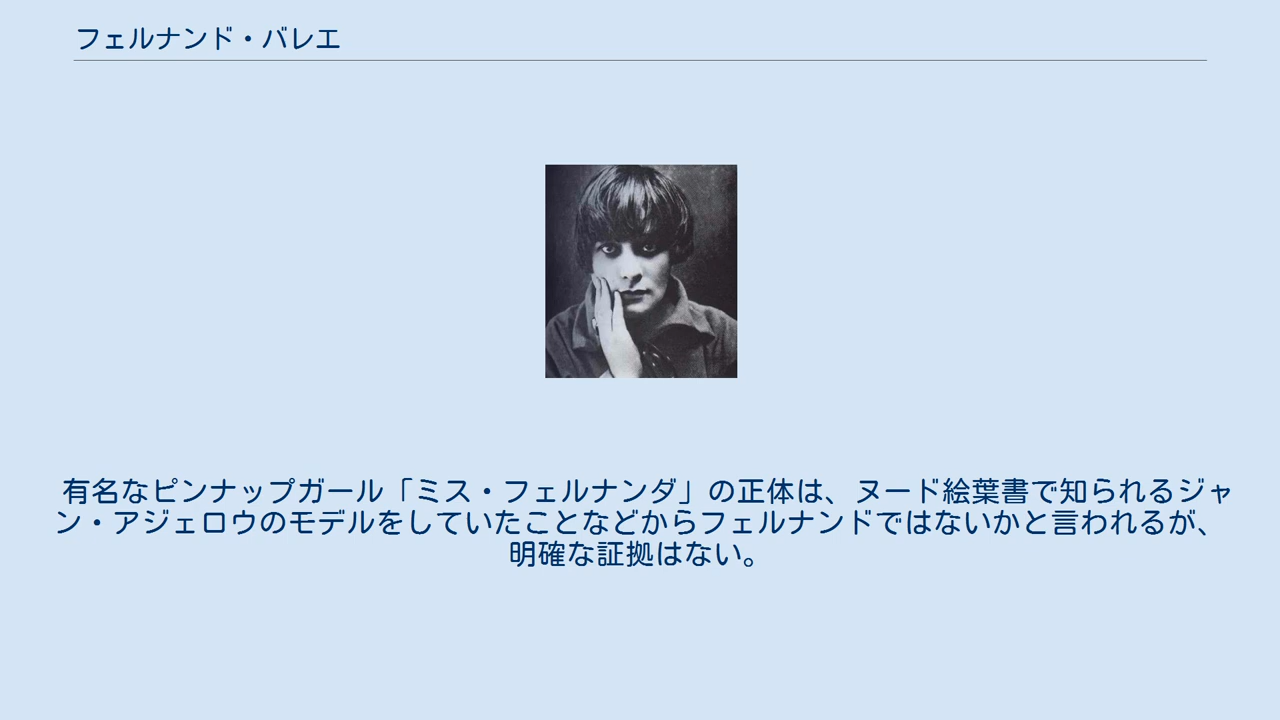 フェルナンド・バレエ
有名なピンナップガール「ミス・フェルナンダ」の正体は、ヌード絵葉書で知られるジャ
ン・アジェロウのモデルをしていたことなどからフェルナンドではないかと言われるが、
明確な証拠はない。